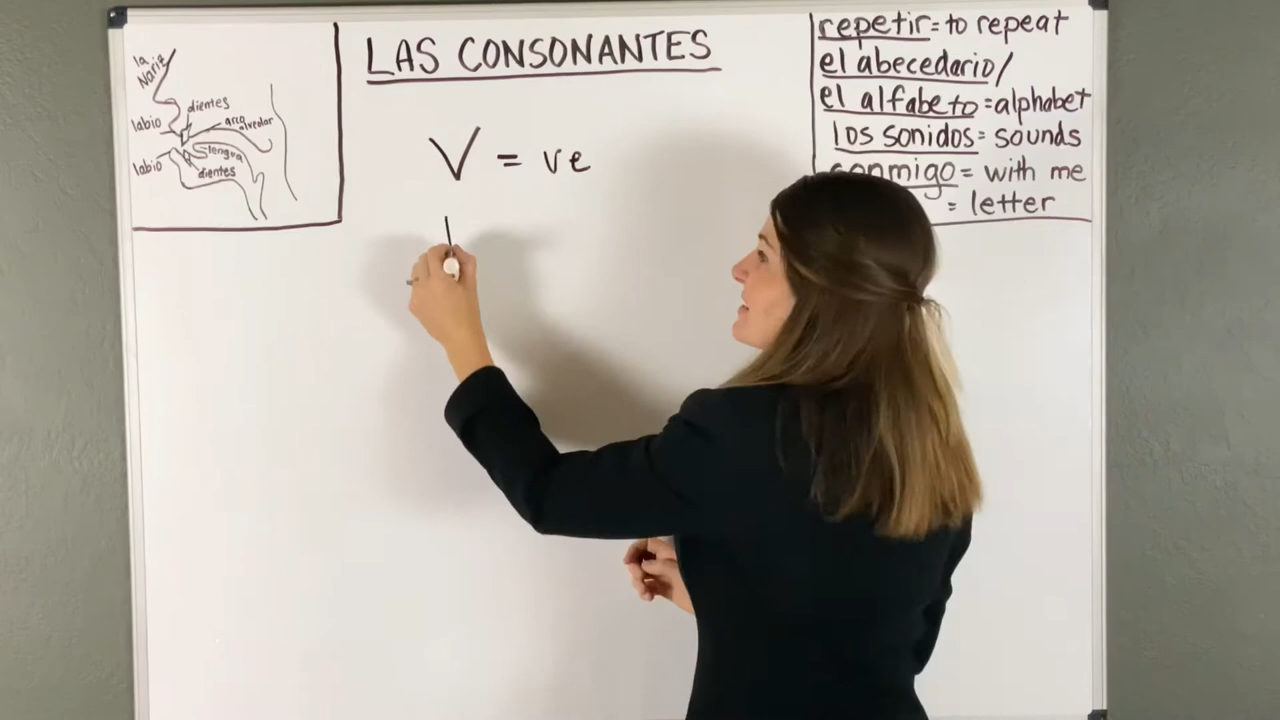 la
Nariz
dientes
labio
arco
alveolar
lengua
labio
dientes
LAS CONSONANTES
V = ve
repetir = to repeat
el abecedario/
el alfabeto = alphabet
los sonidos = sounds
conmigo = with me
= letter